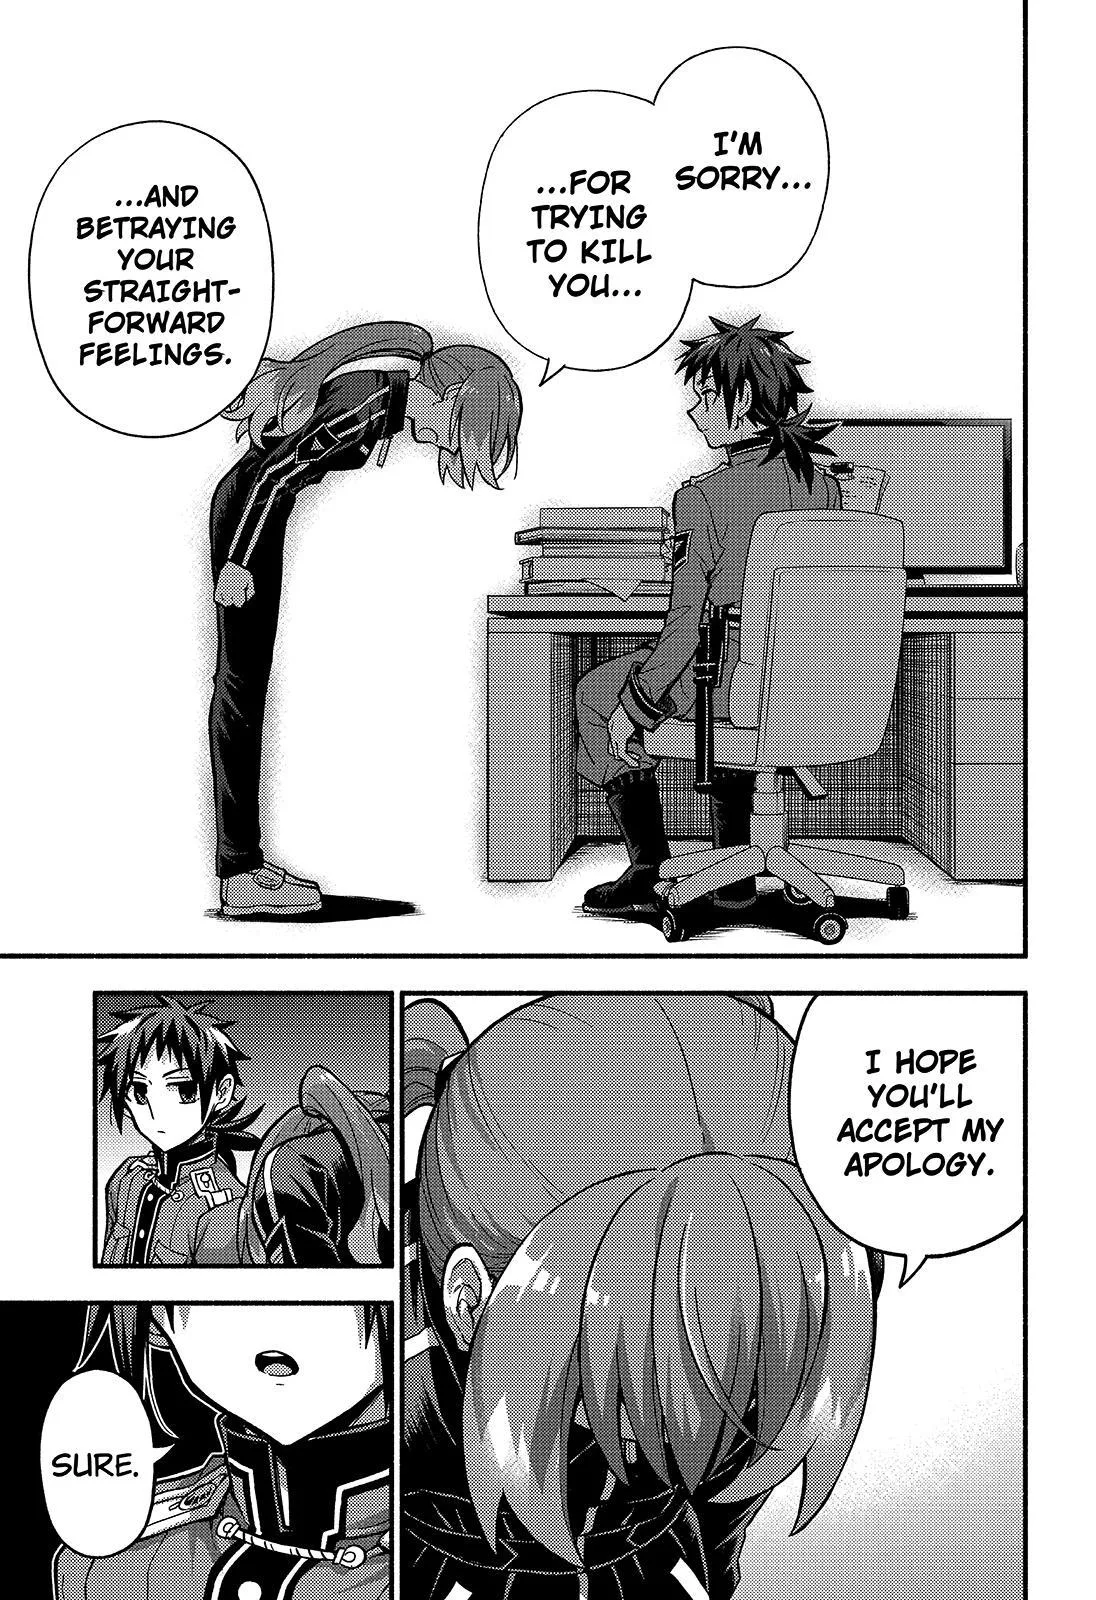 I'M
SORRY...
...FOR
TRYING
TO KILL
YOU...
...AND
BETRAYING
YOUR
STRAIGHT-
FORWARD
FEELINGS.
I HOPE
YOU'LL
ACCEPT MY
APOLOGY.
SURE.